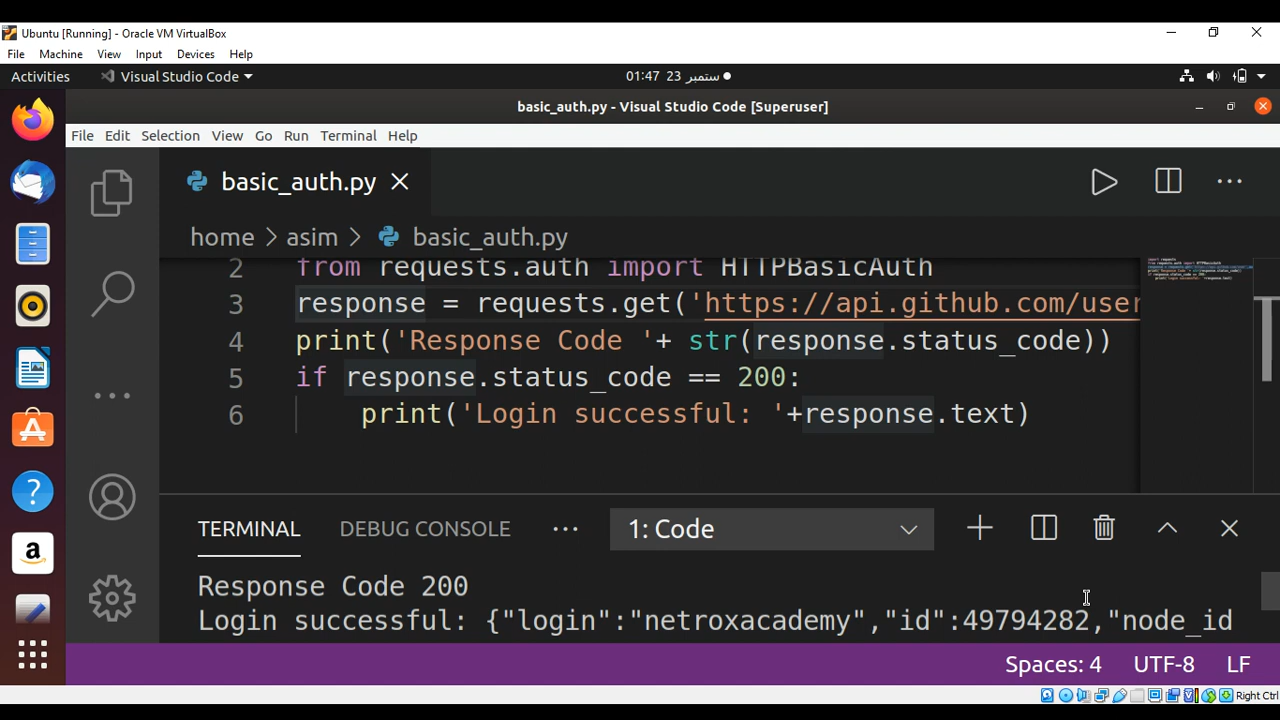 Ubuntu [Running] - Oracle VM VirtualBox
File Machine View Input Devices Help
Activities Visual Studio Code 01:47 23 ستمبر
basic_auth.py - Visual Studio Code [Superuser]
File Edit Selection View Go Run Terminal Help
basic_auth.py
home > asim > basic_auth.py
2 from requests.auth import HTTPBasicAuth
3 response = requests.get('https://api.github.com/user
4 print('Response Code '+ str(response.status_code))
5 if response.status_code == 200:
6 print('Login successful: '+response.text)
TERMINAL DEBUG CONSOLE ... 1: Code
Response Code 200
Login successful: {"login":"netroxacademy","id":49794282,"node_id
Spaces: 4 UTF-8 LF
Right Ctrl